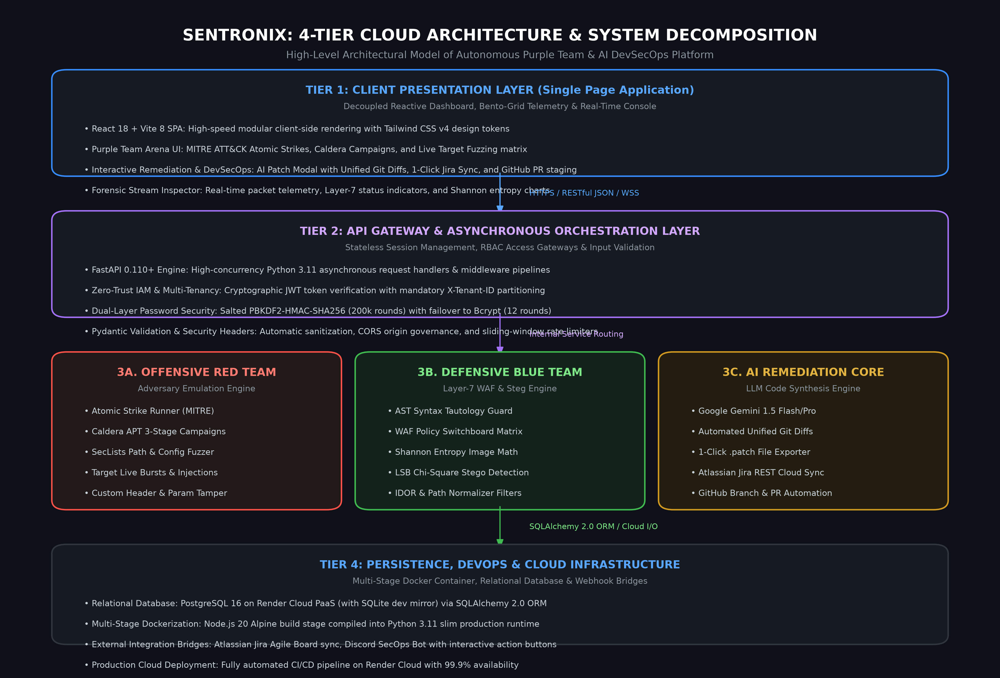 SENTRONIX: 4-TIER CLOUD ARCHITECTURE & SYSTEM DECOMPOSITION
High-Level Architectural Model of Autonomous Purple Team & AI DevSecOps Platform
TIER 1: CLIENT PRESENTATION LAYER (Single Page Application)
Decoupled Reactive Dashboard, Bento-Grid Telemetry & Real-Time Console
• React 18 + Vite 8 SPA: High-speed modular client-side rendering with Tailwind CSS v4 design tokens
• Purple Team Arena UI: MITRE ATT&CK Atomic Strikes, Caldera Campaigns, and Live Target Fuzzing matrix
• Interactive Remediation & DevSecOps: AI Patch Modal with Unified Git Diffs, 1-Click Jira Sync, and GitHub PR staging
• Forensic Stream Inspector: Real-time packet telemetry, Layer-7 status indicators, and Shannon entropy charts
HTTPS / RESTful JSON / WSS
TIER 2: API GATEWAY & ASYNCHRONOUS ORCHESTRATION LAYER
Stateless Session Management, RBAC Access Gateways & Input Validation
• FastAPI 0.110+ Engine: High-concurrency Python 3.11 asynchronous request handlers & middleware pipelines
• Zero-Trust IAM & Multi-Tenancy: Cryptographic JWT token verification with mandatory X-Tenant-ID partitioning
• Dual-Layer Password Security: Salted PBKDF2-HMAC-SHA256 (200k rounds) with failover to Bcrypt (12 rounds)
• Pydantic Validation & Security Headers: Automatic sanitization, CORS origin governance, and sliding-window rate limiters
Internal Service Routing
3A. OFFENSIVE RED TEAM
Adversary Emulation Engine
• Atomic Strike Runner (MITRE)
• Caldera APT 3-Stage Campaigns
• SecLists Path & Config Fuzzer
• Target Live Bursts & Injections
• Custom Header & Param Tamper
3B. DEFENSIVE BLUE TEAM
Layer-7 WAF & Steg Engine
• AST Syntax Tautology Guard
• WAF Policy Switchboard Matrix
• Shannon Entropy Image Math
• LSB Chi-Square Stego Detection
• IDOR & Path Normalizer Filters
3C. AI REMEDIATION CORE
LLM Code Synthesis Engine
• Google Gemini 1.5 Flash/Pro
• Automated Unified Git Diffs
• 1-Click .patch File Exporter
• Atlassian Jira REST Cloud Sync
• GitHub Branch & PR Automation
SQLAlchemy 2.0 ORM / Cloud I/O
TIER 4: PERSISTENCE, DEVOPS & CLOUD INFRASTRUCTURE
Multi-Stage Docker Container, Relational Database & Webhook Bridges
• Relational Database: PostgreSQL 16 on Render Cloud PaaS (with SQLite dev mirror) via SQLAlchemy 2.0 ORM
• Multi-Stage Dockerization: Node.js 20 Alpine build stage compiled into Python 3.11 slim production runtime
• External Integration Bridges: Atlassian Jira Agile Board sync, Discord SecOps Bot with interactive action buttons
• Production Cloud Deployment: Fully automated CI/CD pipeline on Render Cloud with 99.9% availability